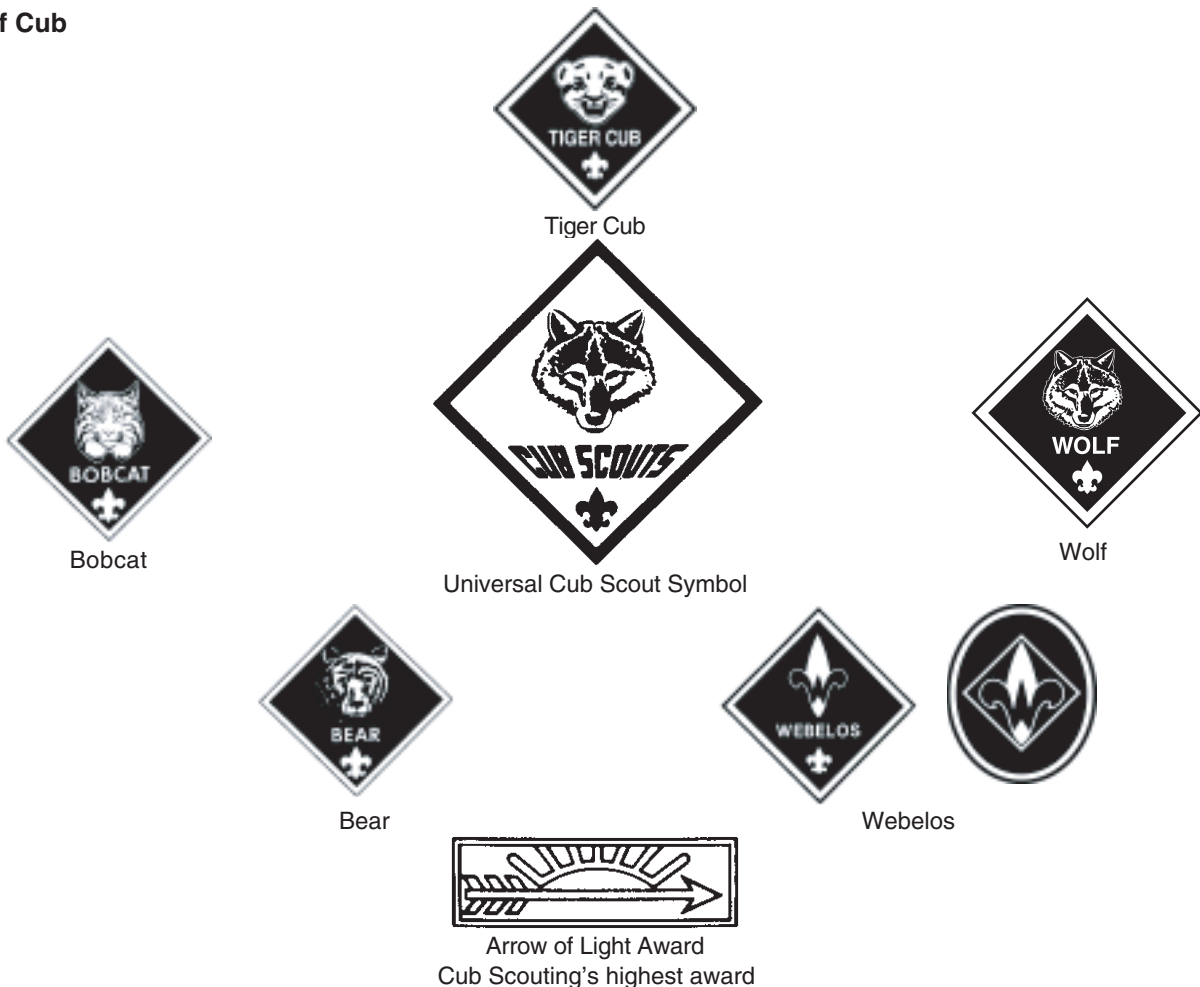 f Cub
TIGER CUB
Tiger Cub
BOBCAT
Bobcat
CUB SCOUTS
Universal Cub Scout Symbol
WOLF
Wolf
BEAR
Bear
WEBELOS
Webelos
Arrow of Light Award
Cub Scouting's highest award